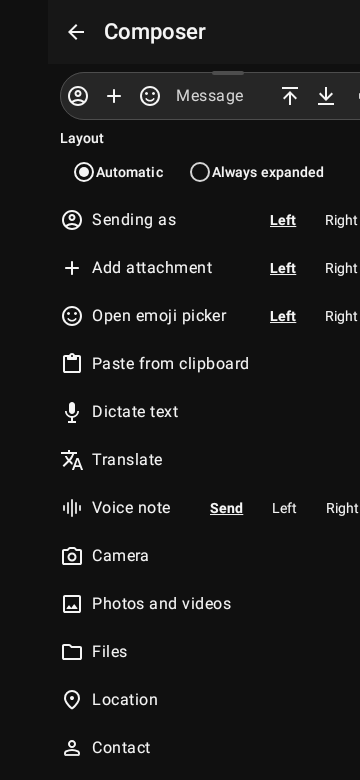 Composer
Message
Layout
Automatic Always expanded
Sending as Left Right
Add attachment Left Right
Open emoji picker Left Right
Paste from clipboard
Dictate text
Translate
Voice note Send Left Right
Camera
Photos and videos
Files
Location
Contact